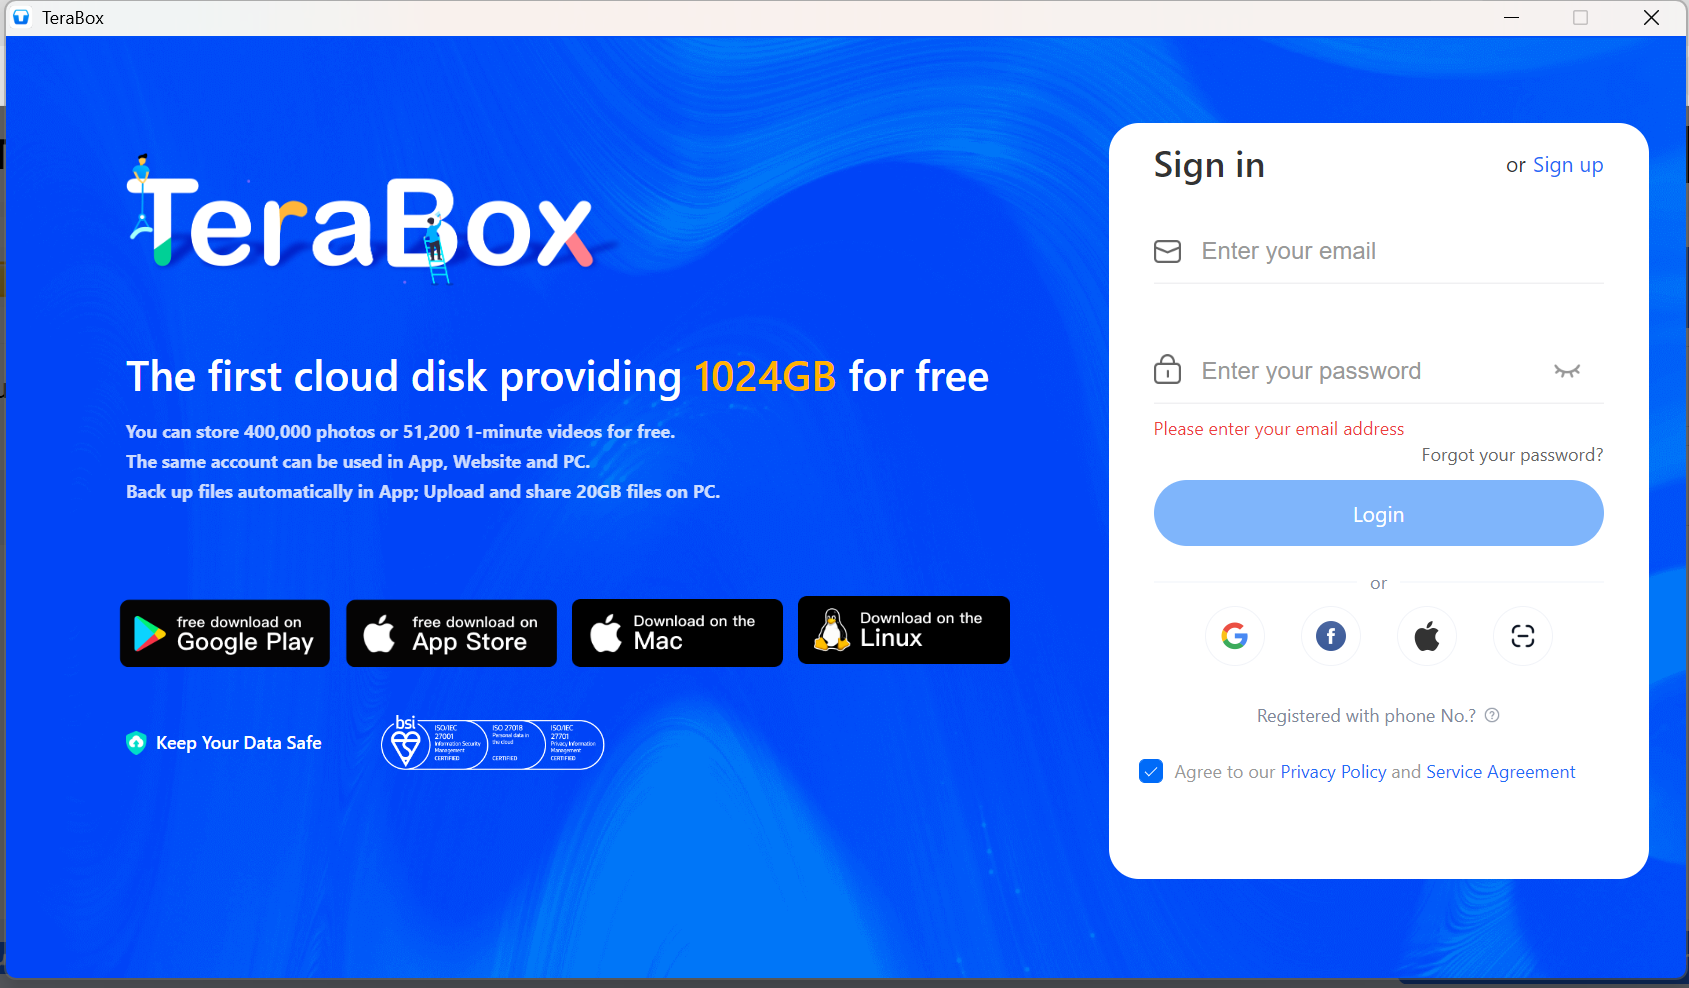 TeraBox
TeraBox
The first cloud disk providing 1024GB for free
You can store 400,000 photos or 51,200 1-minute videos for free.
The same account can be used in App, Website and PC.
Back up files automatically in App; Upload and share 20GB files on PC.
free download on
Google Play
free download on
App Store
Download on the
Mac
Download on the
Linux
Keep Your Data Safe
bsi
ISO/IEC
27001
Information Security
Management
CERTIFIED
ISO 27018
Personal data in
the cloud
CERTIFIED
ISO/IEC
27701
Privacy Information
Management
CERTIFIED
Sign in
or Sign up
Enter your email
Enter your password
Please enter your email address
Forgot your password?
Login
or
Registered with phone No.?
Agree to our Privacy Policy and Service Agreement